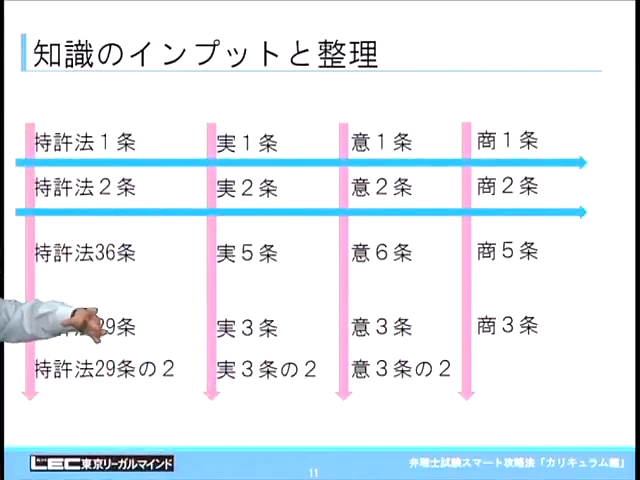 知識のインプットと整理
特許法１条 実１条 意１条 商１条
特許法２条 実２条 意２条 商２条
特許法36条 実５条 意６条 商５条
29条 実３条 意３条 商３条
特許法29条の２ 実３条の２ 意３条の２
LEC東京リーガルマインド
11
弁理士試験スマート攻略法「カリキュラム編」